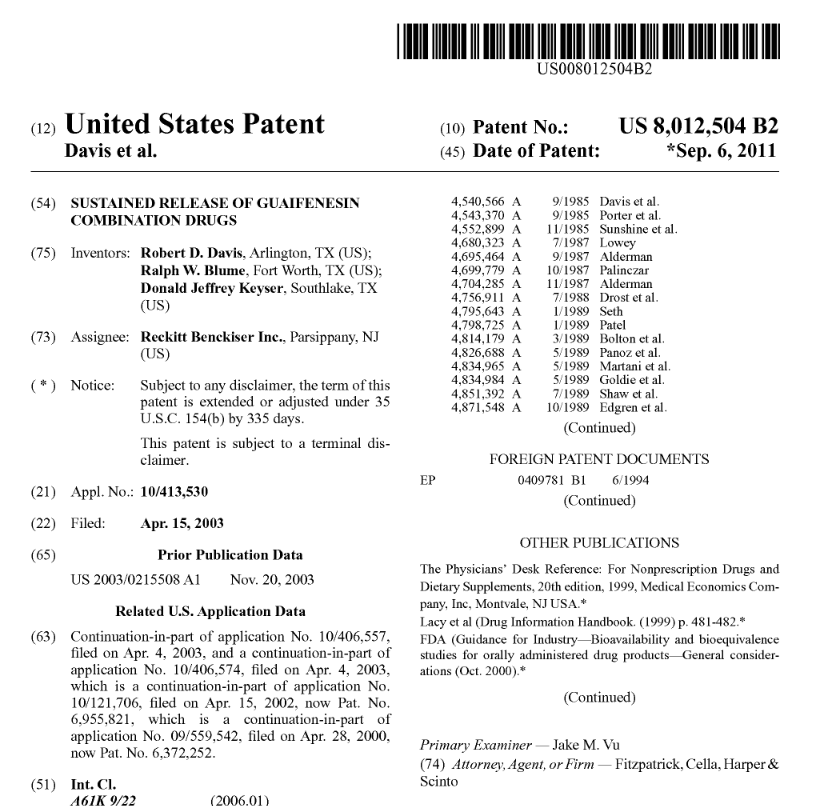 US008012504B2
(12) United States Patent
Davis et al.
(10) Patent No.: US 8,012,504 B2
(45) Date of Patent: *Sep. 6, 2011
(54) SUSTAINED RELEASE OF GUAIFENESIN
COMBINATION DRUGS
(75) Inventors: Robert D. Davis, Arlington, TX (US);
Ralph W. Blume, Fort Worth, TX (US);
Donald Jeffrey Keyser, Southlake, TX
(US)
(73) Assignee: Reckitt Benckiser Inc., Parsippany, NJ
(US)
( * ) Notice: Subject to any disclaimer, the term of this
patent is extended or adjusted under 35
U.S.C. 154(b) by 335 days.
This patent is subject to a terminal dis-
claimer.
(21) Appl. No.: 10/413,530
(22) Filed: Apr. 15, 2003
(65) Prior Publication Data
US 2003/0215508 A1 Nov. 20, 2003
Related U.S. Application Data
(63) Continuation-in-part of application No. 10/406,557,
filed on Apr. 4, 2003, and a continuation-in-part of
application No. 10/406,574, filed on Apr. 4, 2003,
which is a continuation-in-part of application No.
10/121,706, filed on Apr. 15, 2002, now Pat. No.
6,955,821, which is a continuation-in-part of
application No. 09/559,542, filed on Apr. 28, 2000,
now Pat. No. 6,372,252.
(51) Int. Cl.
A61K 9/22 (2006.01)
4,540,566 A 9/1985 Davis et al.
4,543,370 A 9/1985 Porter et al.
4,552,899 A 11/1985 Sunshine et al.
4,680,323 A 7/1987 Lowey
4,695,464 A 9/1987 Alderman
4,699,779 A 10/1987 Palinczar
4,704,285 A 11/1987 Alderman
4,756,911 A 7/1988 Drost et al.
4,795,643 A 1/1989 Seth
4,798,725 A 1/1989 Patel
4,814,179 A 3/1989 Bolton et al.
4,826,688 A 5/1989 Panoz et al.
4,834,965 A 5/1989 Martani et al.
4,834,984 A 5/1989 Goldie et al.
4,851,392 A 7/1989 Shaw et al.
4,871,548 A 10/1989 Edgren et al.
(Continued)
FOREIGN PATENT DOCUMENTS
EP 0409781 B1 6/1994
(Continued)
OTHER PUBLICATIONS
The Physicians’ Desk Reference: For Nonprescription Drugs and
Dietary Supplements, 20th edition, 1999, Medical Economics Com-
pany, Inc, Montvale, NJ USA.*
Lacy et al (Drug Information Handbook. (1999) p. 481-482.*
FDA (Guidance for Industry—Bioavailability and bioequivalence
studies for orally administered drug products—General consider-
ations (Oct. 2000).*
(Continued)
Primary Examiner — Jake M. Vu
(74) Attorney, Agent, or Firm — Fitzpatrick, Cella, Harper &
Scinto